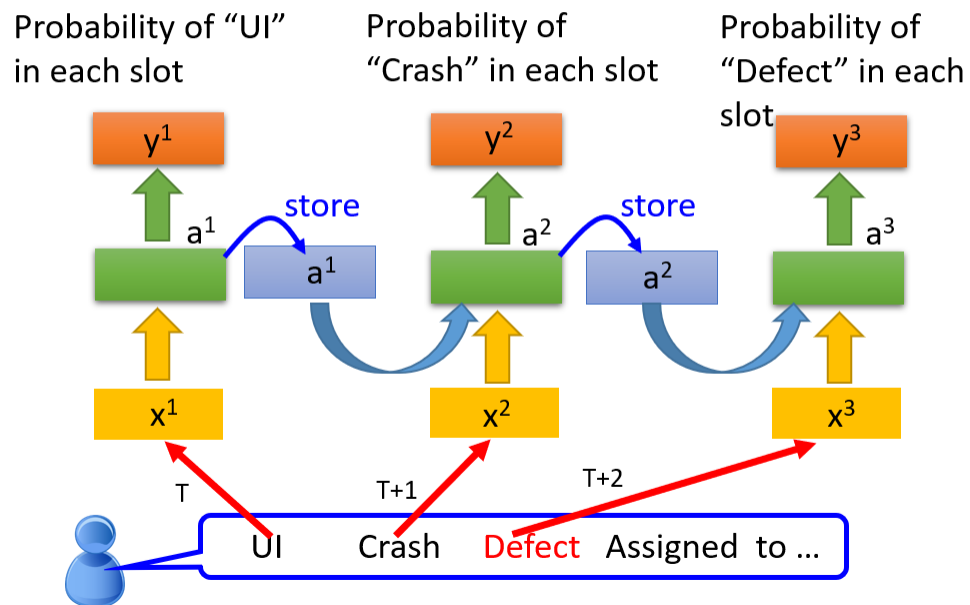 Probability of “UI”
in each slot
Probability of
“Crash” in each slot
Probability of
“Defect” in each
slot
y¹
y²
y³
store
store
a¹
a²
a³
a¹
a²
x¹
x²
x³
T
T+1
T+2
UI Crash Defect Assigned to ...